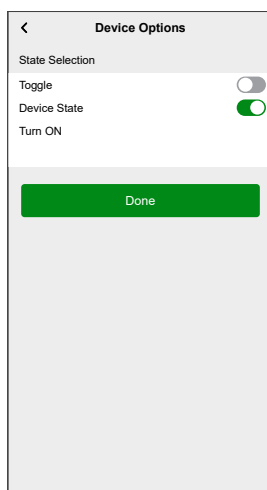 Device Options
State Selection
Toggle
Device State
Turn ON
Done